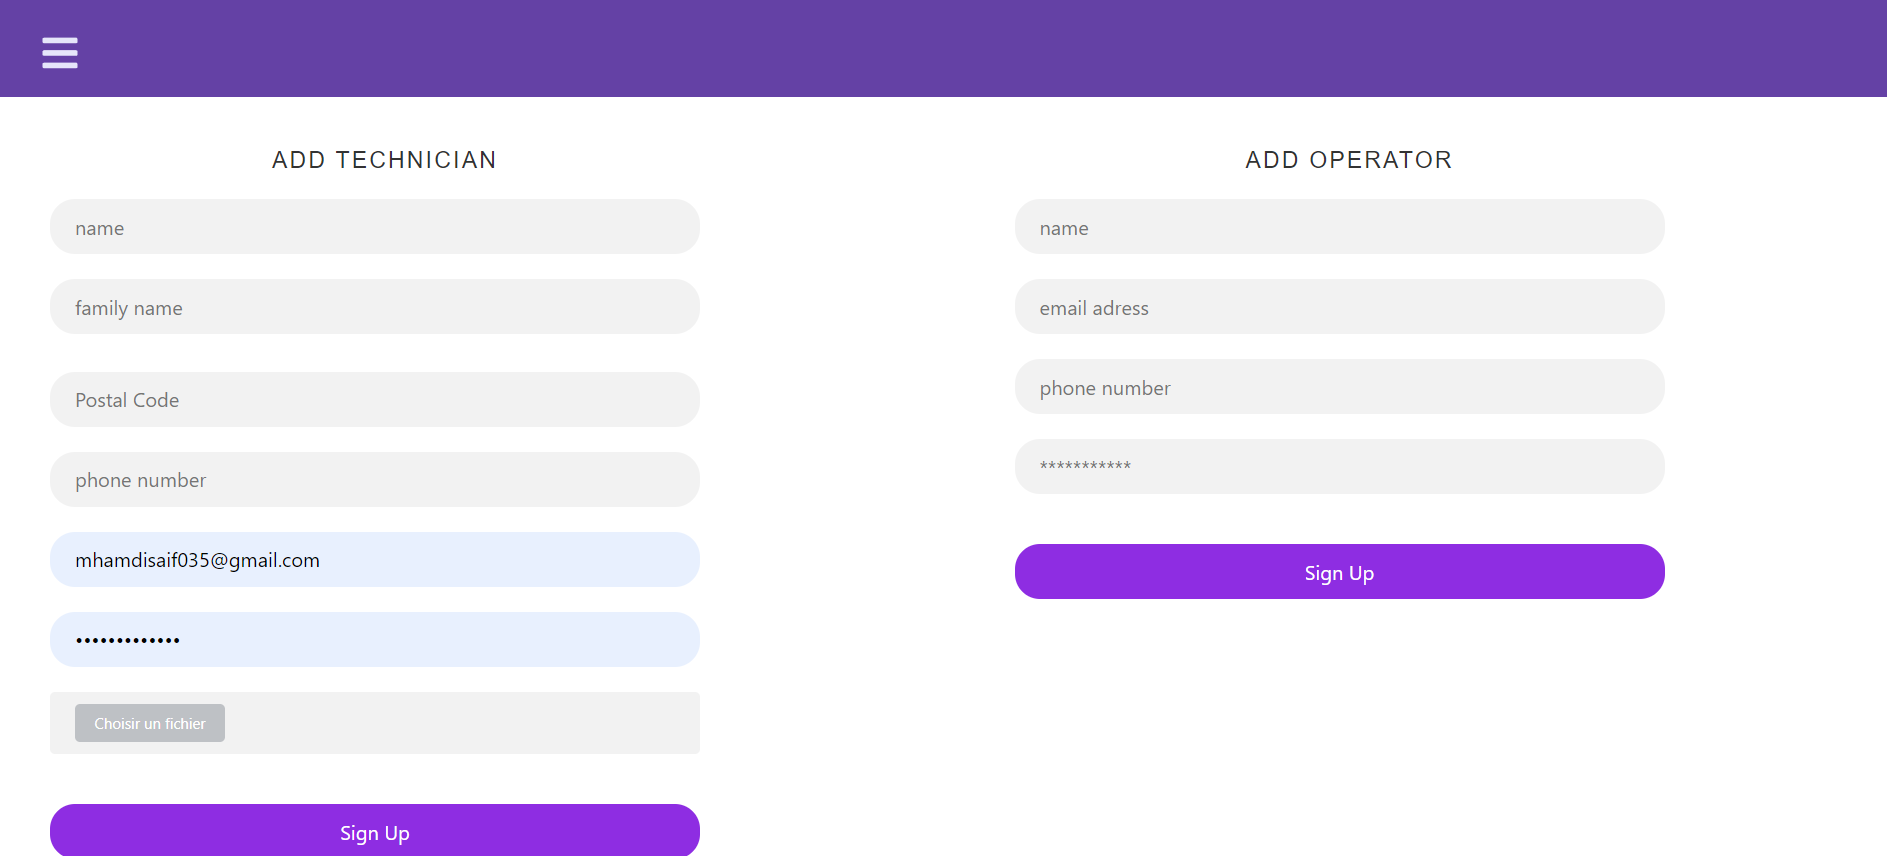 ADD TECHNICIAN
name
family name
Postal Code
phone number
mhamdisaif035@gmail.com
•••••••••••••
Choisir un fichier
Sign Up
ADD OPERATOR
name
email adress
phone number
***********
Sign Up